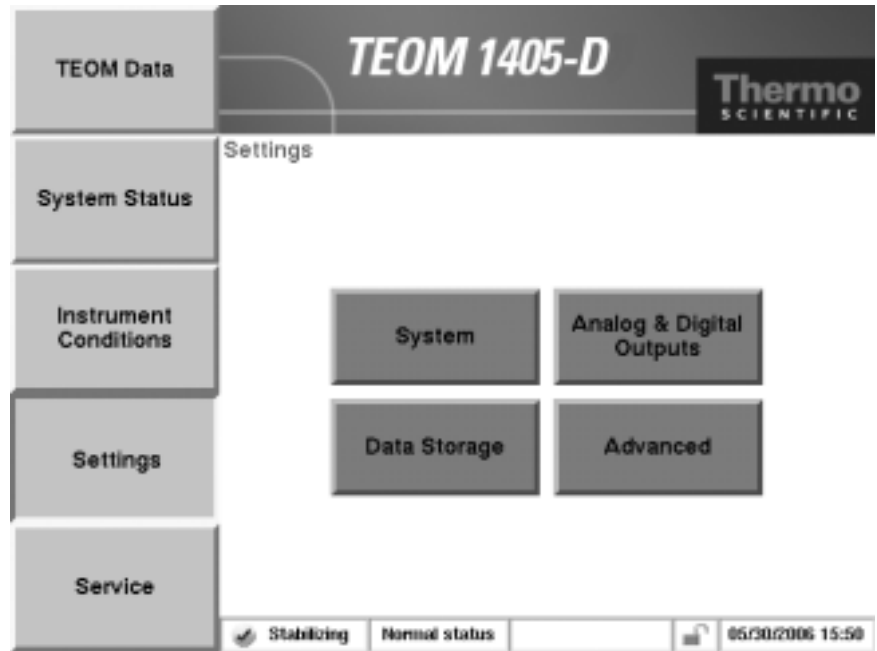 TEOM Data
TEOM 1405-D
Thermo
SCIENTIFIC
Settings
System Status
Instrument
Conditions
System
Analog & Digital
Outputs
Settings
Data Storage
Advanced
Service
Stabilizing
Normal status
05/30/2006 15:50